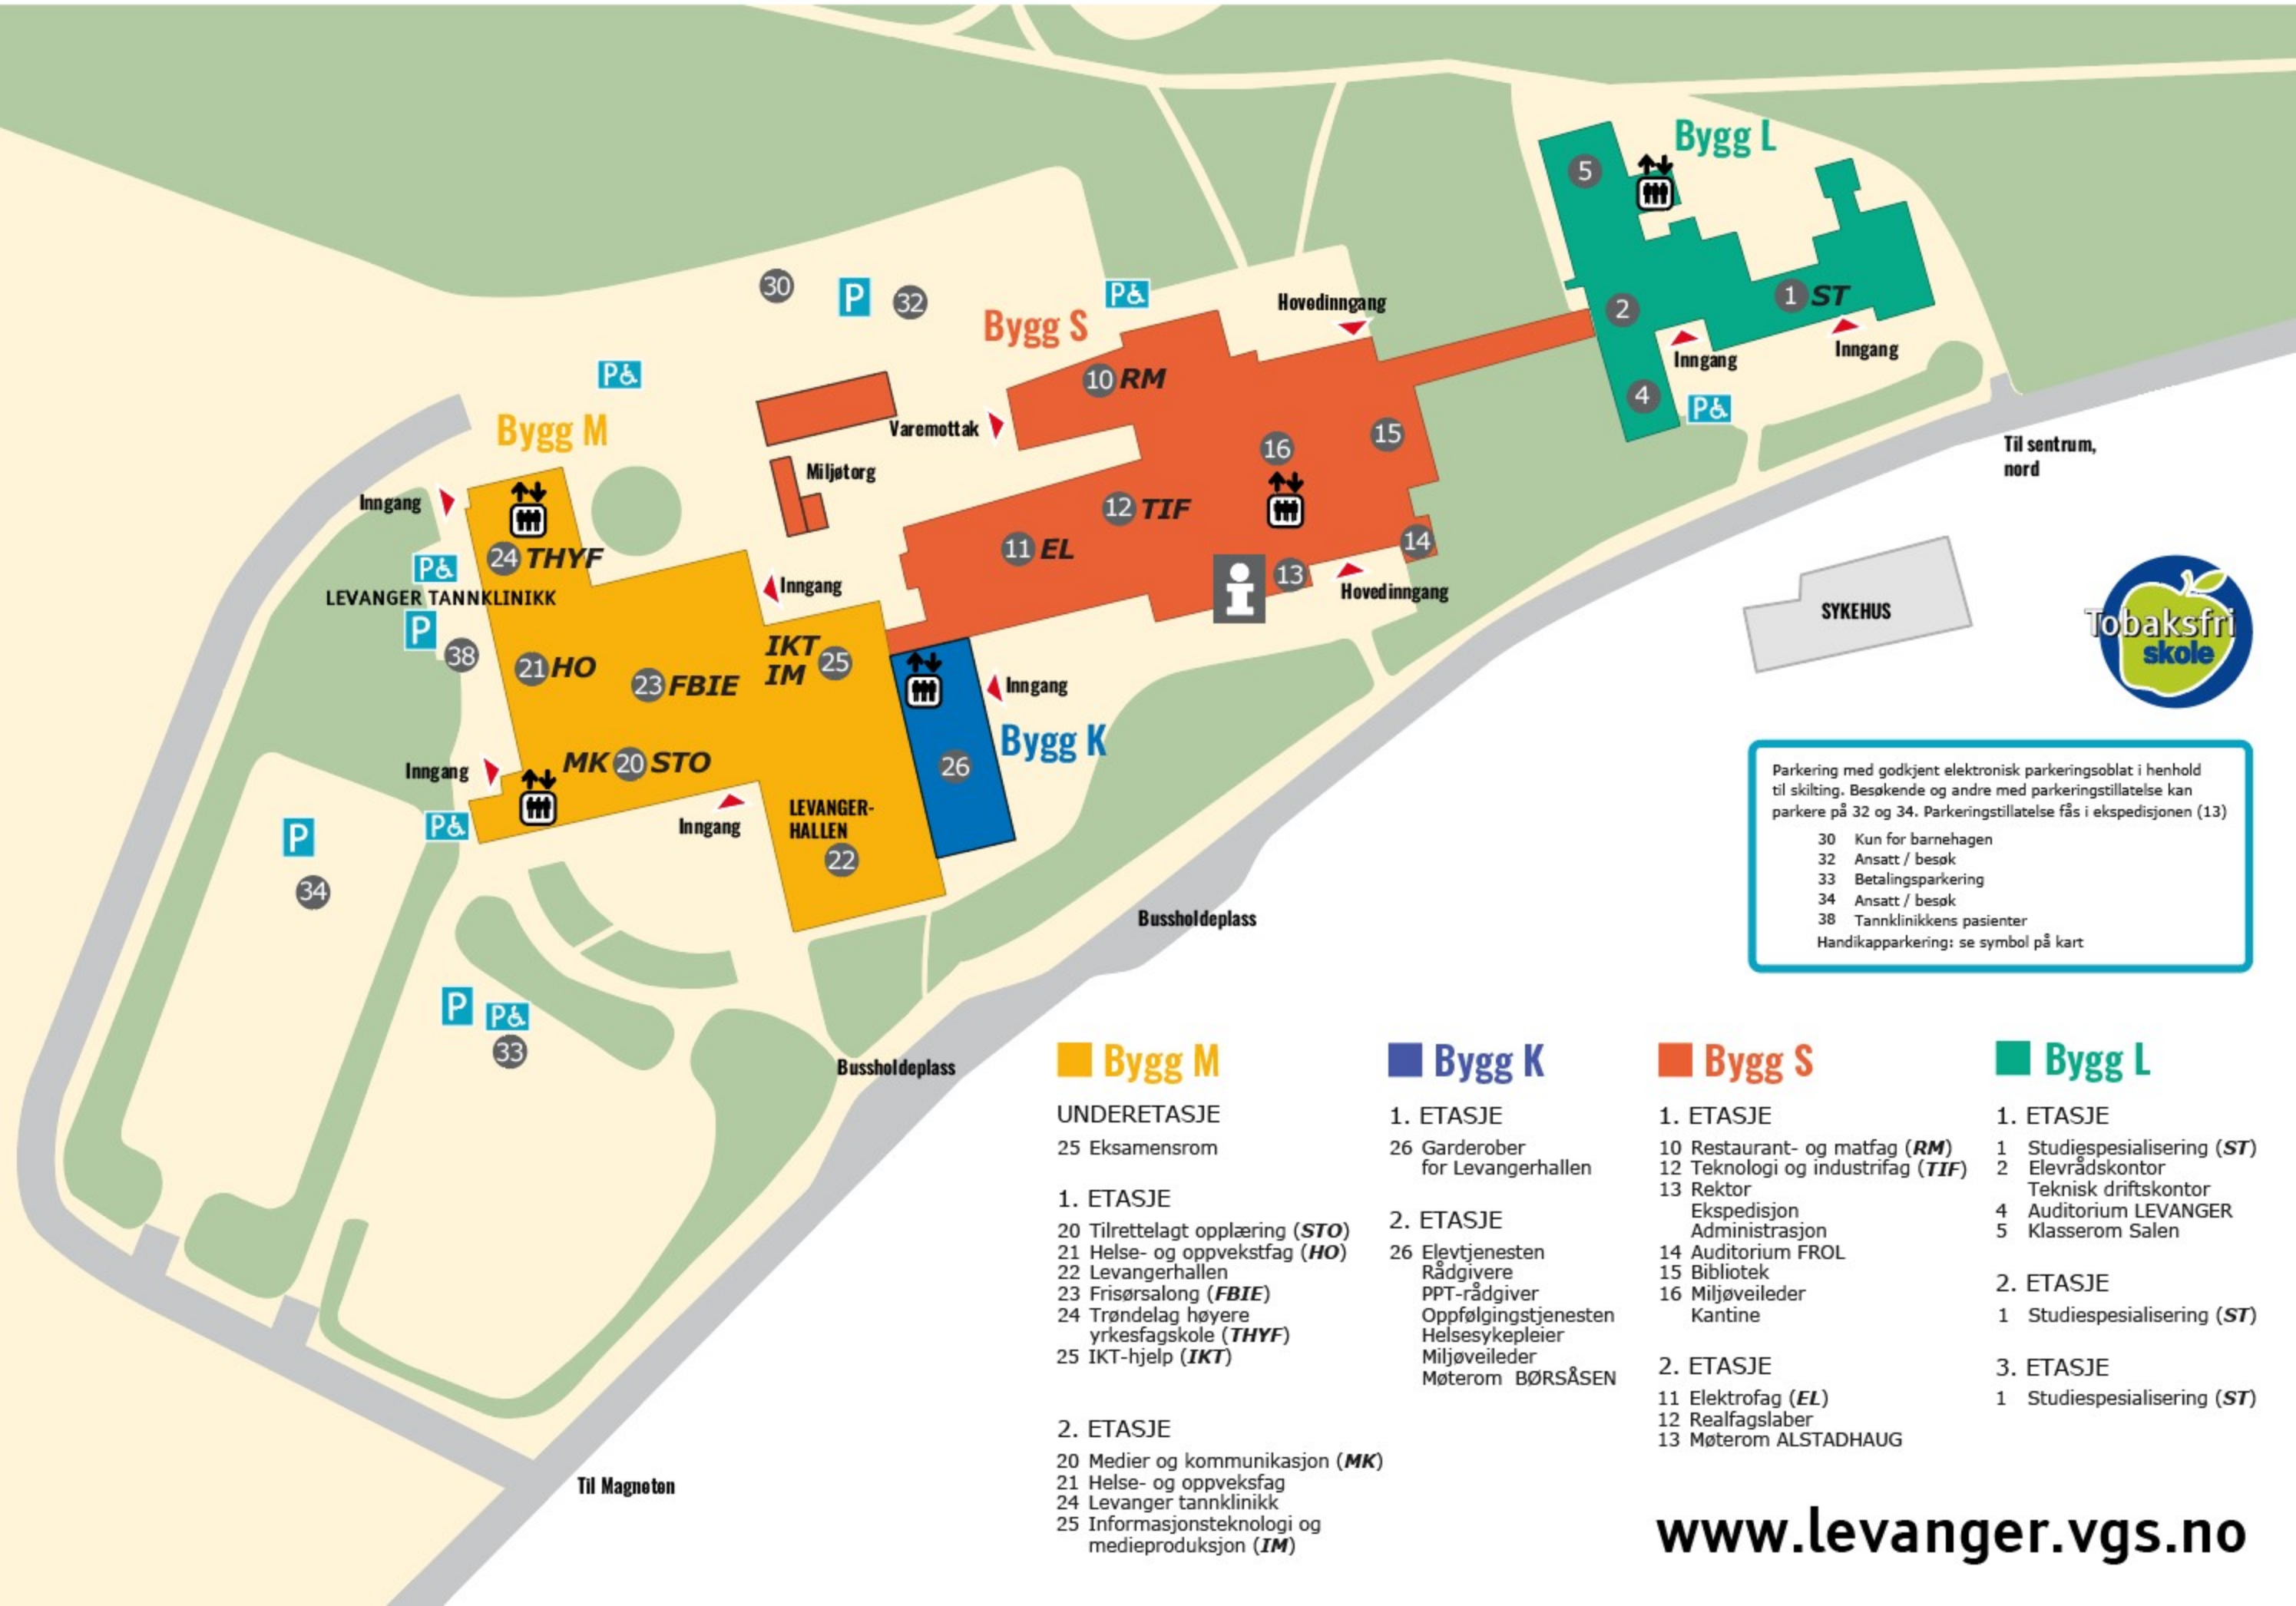 Bygg L
5
Bygg S
30
P
32
P♿
Hovedinngang
2
1 ST
Inngang
Inngang
4
P♿
P♿
10 RM
Varemottak
15
16
Til sentrum,
nord
Bygg M
Miljøtorg
Inngang
12 TIF
11 EL
14
13
Hovedinngang
24 THYF
P♿
LEVANGER TANNKLINIKK
P
38
Inngang
SYKEHUS
Tobaksfri
skole
21 HO
23 FBIE
IKT
IM
25
Inngang
Bygg K
26
Inngang
MK 20 STO
P♿
Inngang
LEVANGER-
HALLEN
22
P
34
P
P♿
33
Bussholdeplass
Bussholdeplass
Til Magneten
Parkering med godkjent elektronisk parkeringsoblat i henhold
til skilting. Besøkende og andre med parkeringstillatelse kan
parkere på 32 og 34. Parkeringstillatelse fås i ekspedisjonen (13)
30 Kun for barnehagen
32 Ansatt / besøk
33 Betalingsparkering
34 Ansatt / besøk
38 Tannklinikkens pasienter
Handikapparkering: se symbol på kart
Bygg M
UNDERETASJE
25 Eksamensrom
1. ETASJE
20 Tilrettelagt opplæring (STO)
21 Helse- og oppvekstfag (HO)
22 Levangerhallen
23 Frisørsalong (FBIE)
24 Trøndelag høyere
yrkesfagskole (THYF)
25 IKT-hjelp (IKT)
2. ETASJE
20 Medier og kommunikasjon (MK)
21 Helse- og oppveksfag
24 Levanger tannklinikk
25 Informasjonsteknologi og
medieproduksjon (IM)
Bygg K
1. ETASJE
26 Garderober
for Levangerhallen
2. ETASJE
26 Elevtjenesten
Rådgivere
PPT-rådgiver
Oppfølgingstjenesten
Helsesykepleier
Miljøveileder
Møterom BØRSÅSEN
Bygg S
1. ETASJE
10 Restaurant- og matfag (RM)
12 Teknologi og industrifag (TIF)
13 Rektor
Ekspedisjon
Administrasjon
14 Auditorium FROL
15 Bibliotek
16 Miljøveileder
Kantine
2. ETASJE
11 Elektrofag (EL)
12 Realfagslaber
13 Møterom ALSTADHAUG
Bygg L
1. ETASJE
1 Studiespesialisering (ST)
2 Elevrådskontor
Teknisk driftskontor
4 Auditorium LEVANGER
5 Klasserom Salen
2. ETASJE
1 Studiespesialisering (ST)
3. ETASJE
1 Studiespesialisering (ST)
www.levanger.vgs.no